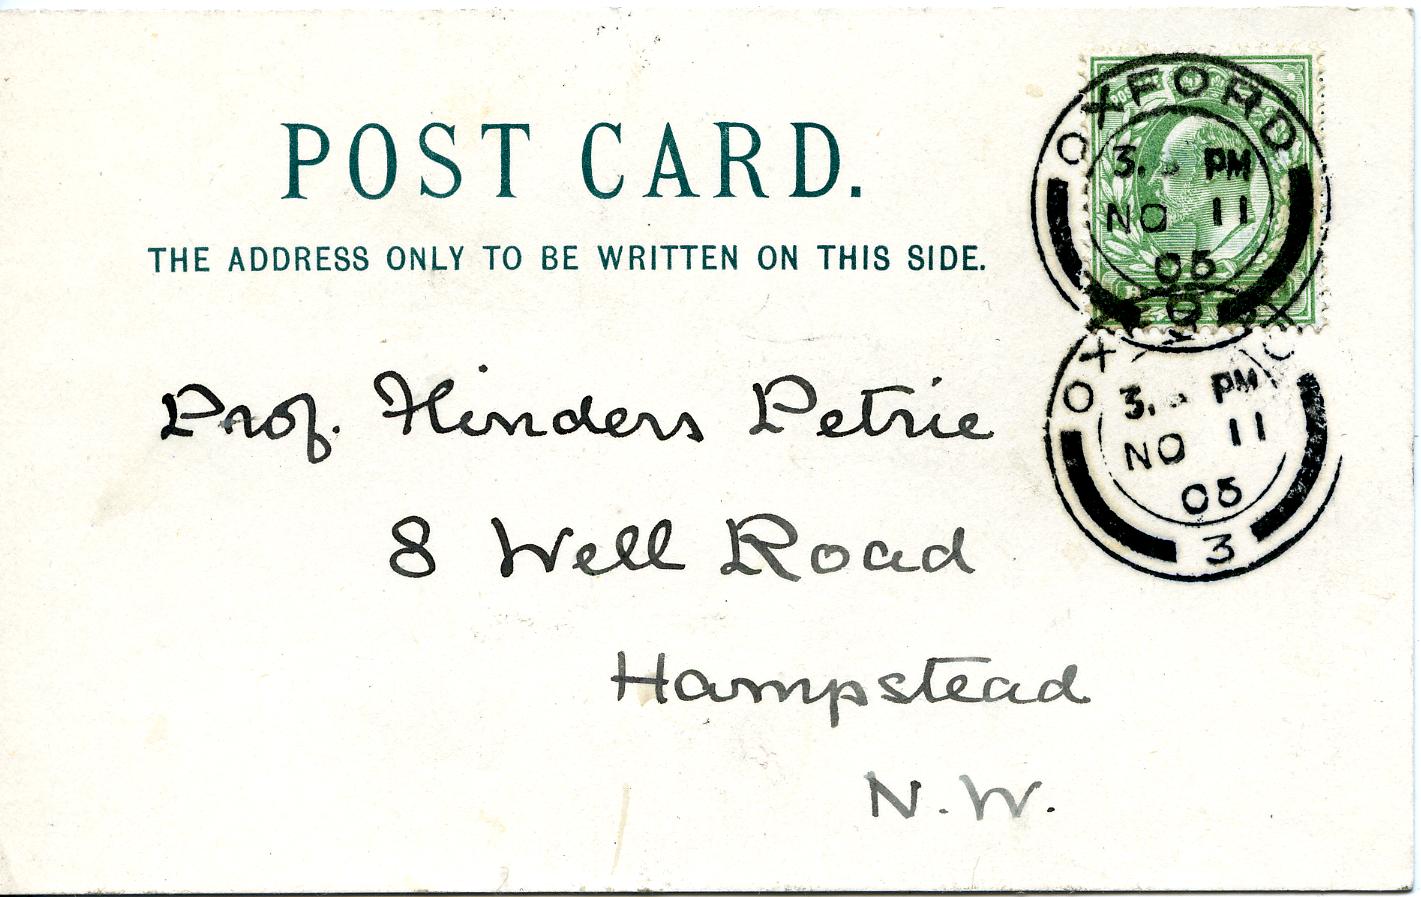 POST CARD.
THE ADDRESS ONLY TO BE WRITTEN ON THIS SIDE.
OXFORD
PM
NO 11
05
OXFORD
PM
NO 11
05
3
Prof. Flinders Petrie
8 Well Road
Hampstead
N.W.